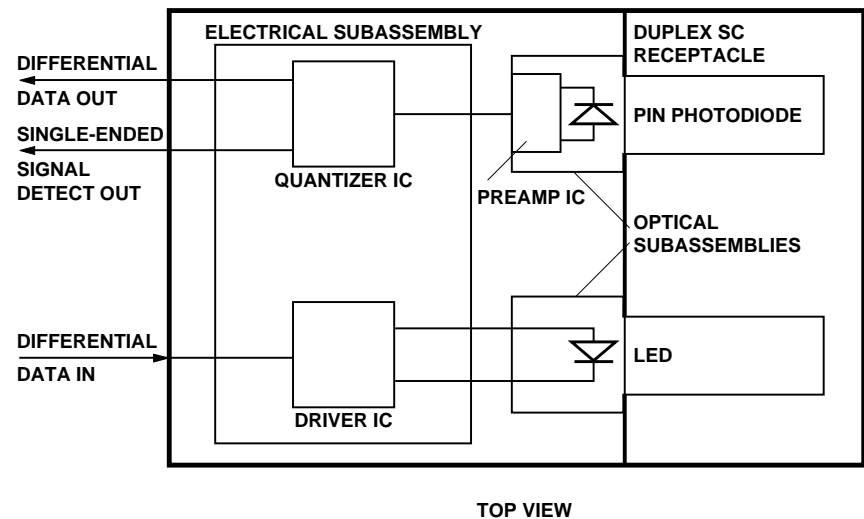 ELECTRICAL SUBASSEMBLY
DUPLEX SC
RECEPTACLE
DIFFERENTIAL
DATA OUT
SINGLE-ENDED
SIGNAL
DETECT OUT
QUANTIZER IC
PREAMP IC
PIN PHOTODIODE
OPTICAL
SUBASSEMBLIES
DIFFERENTIAL
DATA IN
DRIVER IC
LED
TOP VIEW